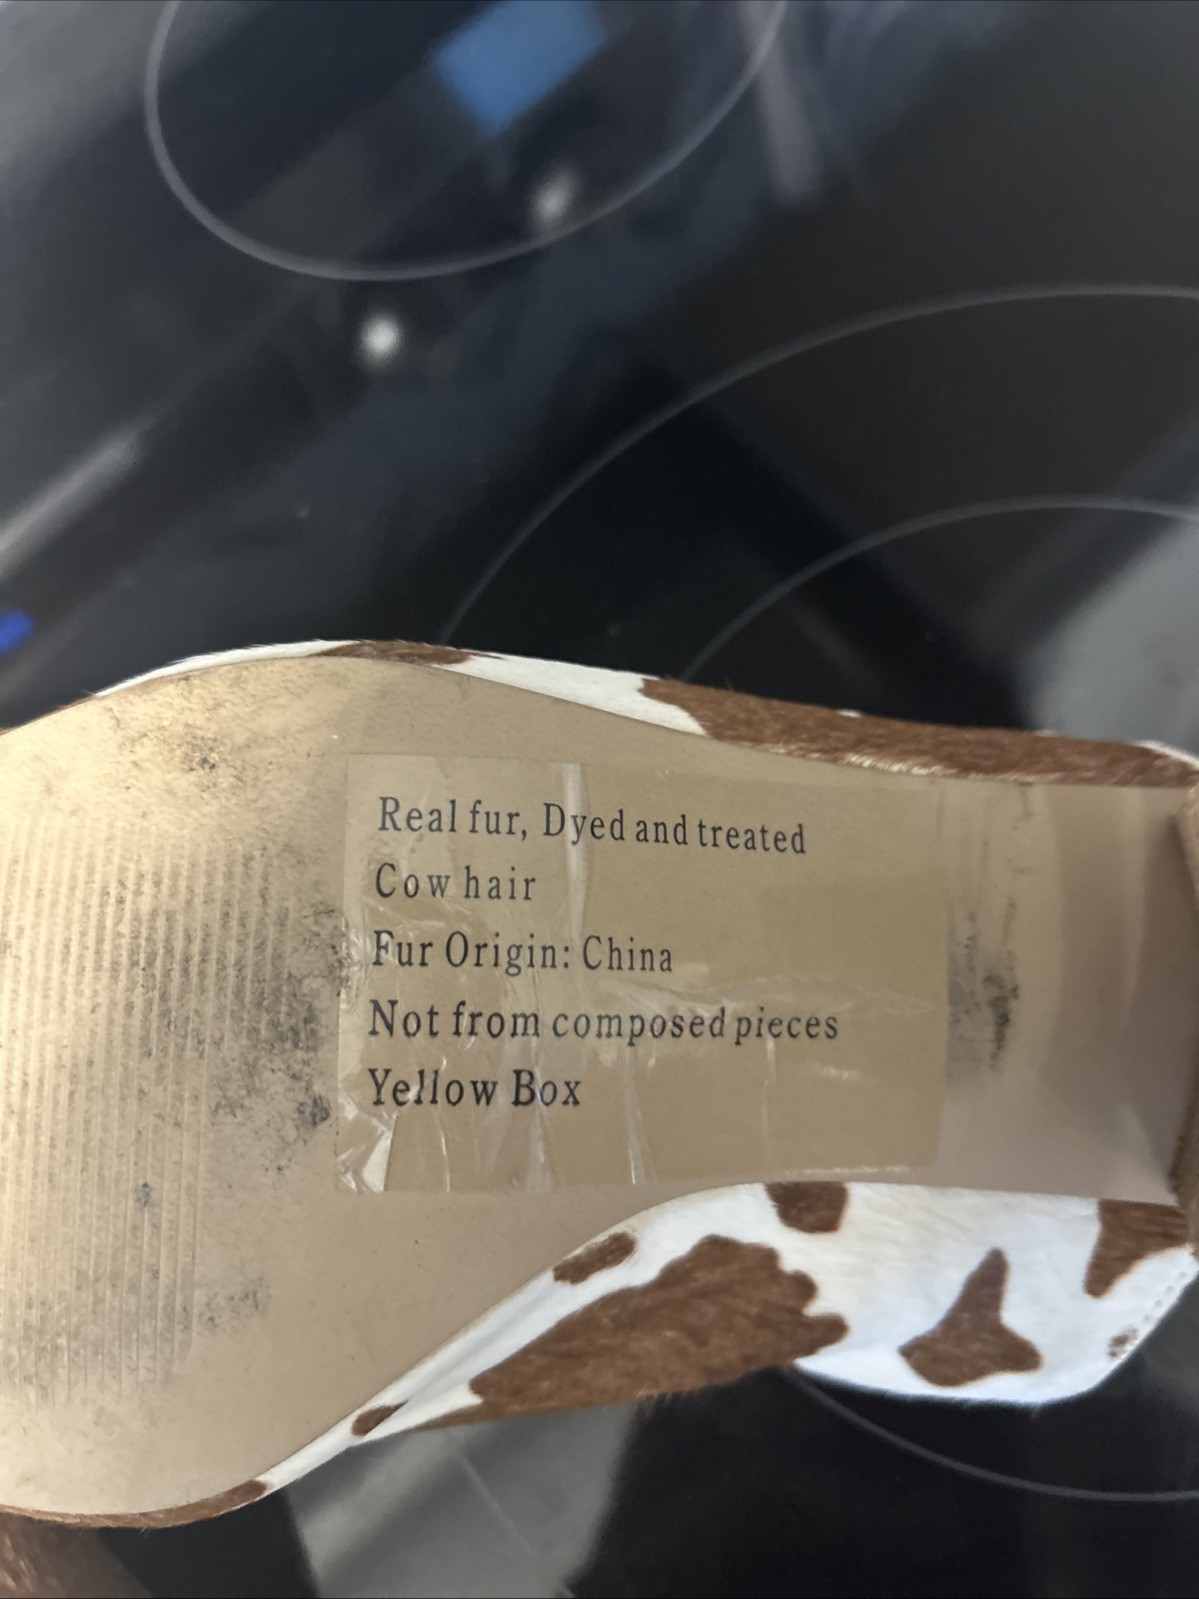 Real fur, Dyed and treated
Cow hair
Fur Origin: China
Not from composed pieces
Yellow Box